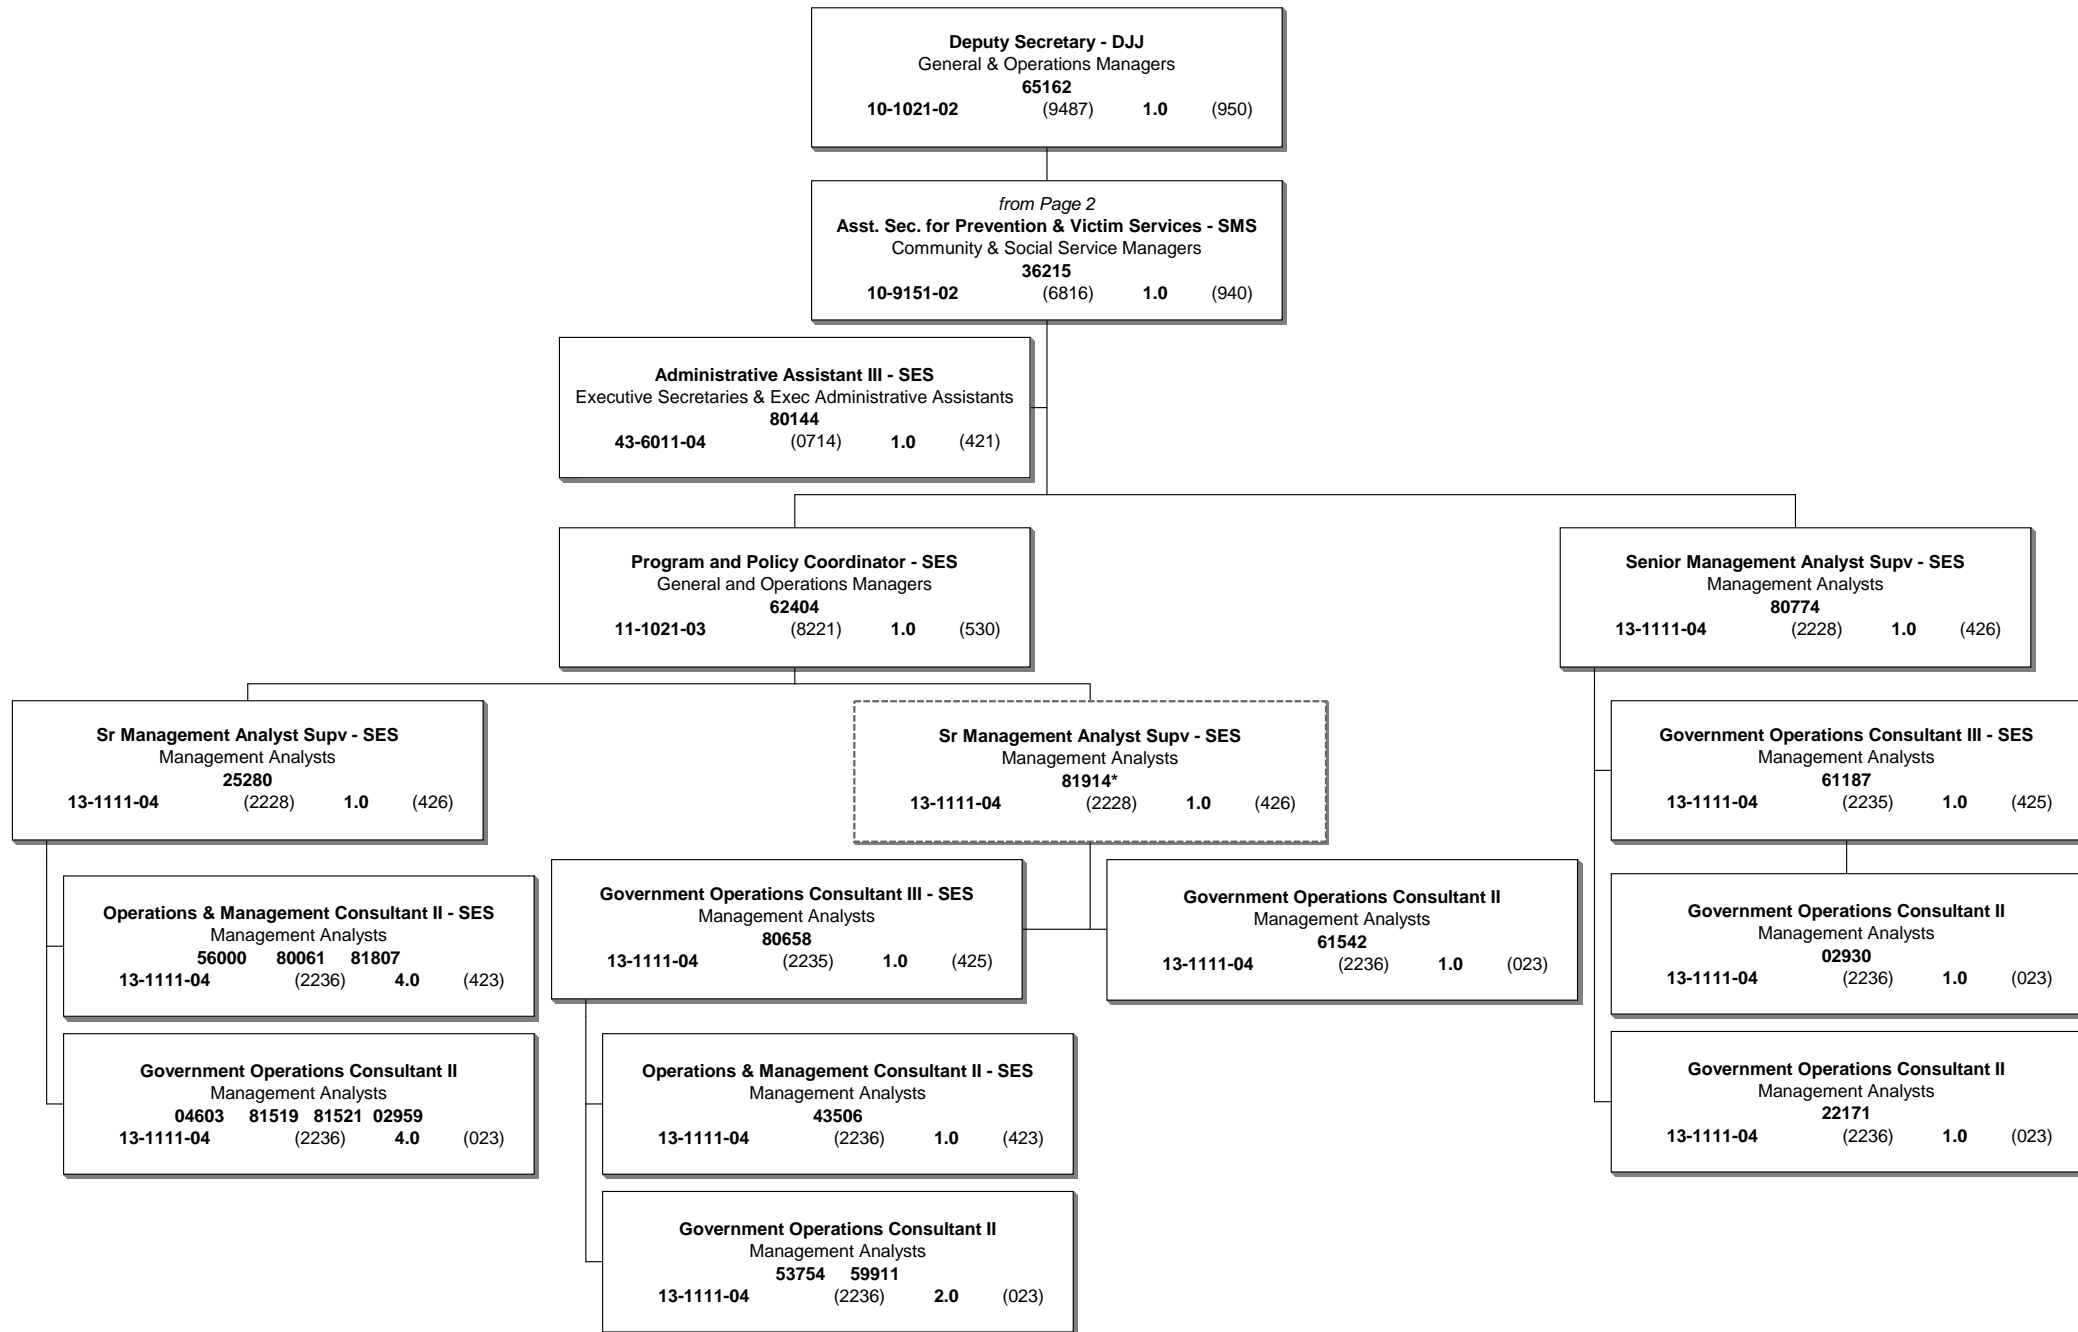 Deputy Secretary - DJJ
General & Operations Managers
65162
10-1021-02 (9487) 1.0 (950)
from Page 2
Asst. Sec. for Prevention & Victim Services - SMS
Community & Social Service Managers
36215
10-9151-02 (6816) 1.0 (940)
Administrative Assistant III - SES
Executive Secretaries & Exec Administrative Assistants
80144
43-6011-04 (0714) 1.0 (421)
Program and Policy Coordinator - SES
General and Operations Managers
62404
11-1021-03 (8221) 1.0 (530)
Senior Management Analyst Supv - SES
Management Analysts
80774
13-1111-04 (2228) 1.0 (426)
Sr Management Analyst Supv - SES
Management Analysts
25280
13-1111-04 (2228) 1.0 (426)
Sr Management Analyst Supv - SES
Management Analysts
81914*
13-1111-04 (2228) 1.0 (426)
Government Operations Consultant III - SES
Management Analysts
61187
13-1111-04 (2235) 1.0 (425)
Operations & Management Consultant II - SES
Management Analysts
56000 80061 81807
13-1111-04 (2236) 4.0 (423)
Government Operations Consultant III - SES
Management Analysts
80658
13-1111-04 (2235) 1.0 (425)
Government Operations Consultant II
Management Analysts
61542
13-1111-04 (2236) 1.0 (023)
Government Operations Consultant II
Management Analysts
02930
13-1111-04 (2236) 1.0 (023)
Government Operations Consultant II
Management Analysts
04603 81519 81521 02959
13-1111-04 (2236) 4.0 (023)
Operations & Management Consultant II - SES
Management Analysts
43506
13-1111-04 (2236) 1.0 (423)
Government Operations Consultant II
Management Analysts
22171
13-1111-04 (2236) 1.0 (023)
Government Operations Consultant II
Management Analysts
53754 59911
13-1111-04 (2236) 2.0 (023)